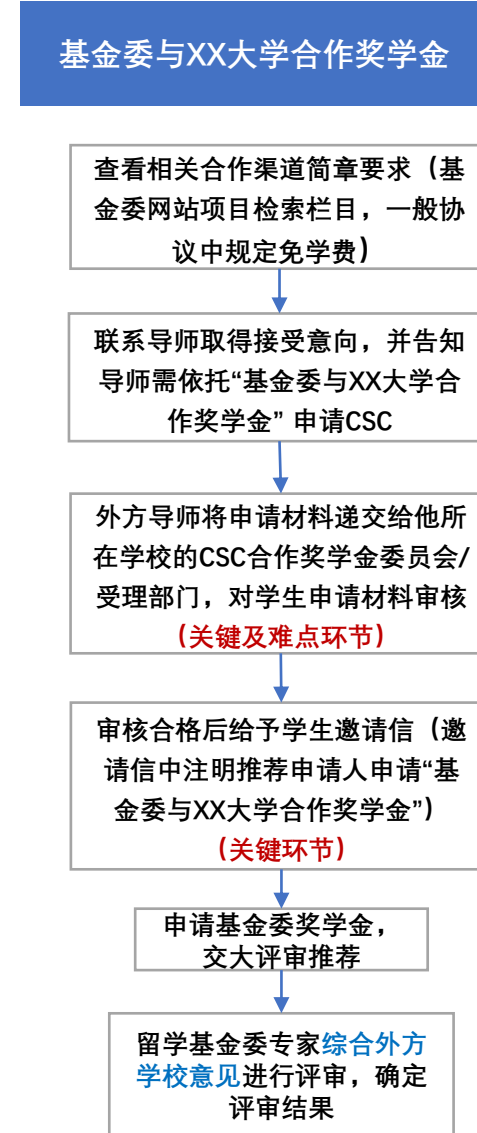 基金委与XX大学合作奖学金
查看相关合作渠道简章要求（基
金委网站项目检索栏目，一般协
议中规定免学费）
联系导师取得接受意向，并告知
导师需依托“基金委与XX大学合
作奖学金” 申请CSC
外方导师将申请材料递交给他所
在学校的CSC合作奖学金委员会/
受理部门，对学生申请材料审核
（关键及难点环节）
审核合格后给予学生邀请信（邀
请信中注明推荐申请人申请“基
金委与XX大学合作奖学金”）
（关键环节）
申请基金委奖学金，
交大评审推荐
留学基金委专家综合外方
学校意见进行评审，确定
评审结果